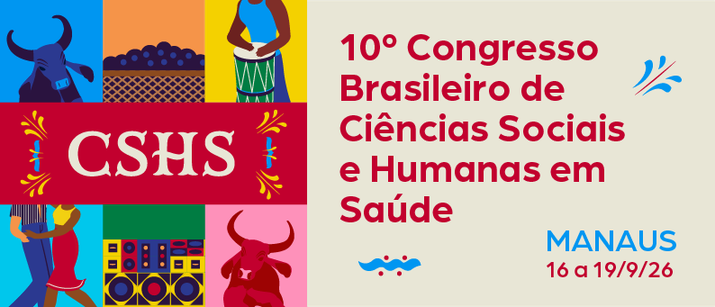 CSHS
10º Congresso
Brasileiro de
Ciências Sociais
e Humanas em
Saúde
MANAUS
16 a 19/9/26